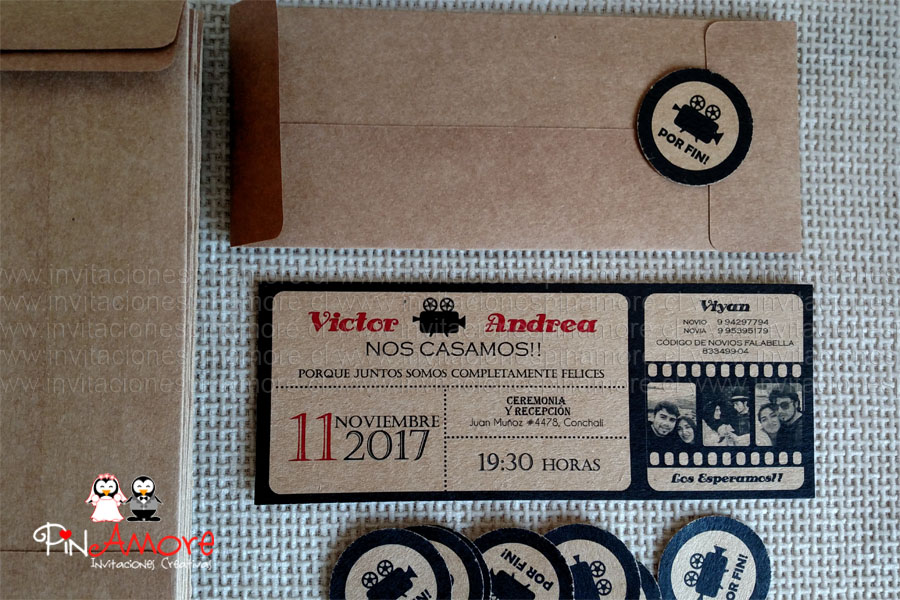 POR FIN!
Victor Andrea
NOS CASAMOS!!
PORQUE JUNTOS SOMOS COMPLETAMENTE FELICES
11 NOVIEMBRE
2017
CEREMONIA
Y RECEPCIÓN
Juan Muñoz #4478, Conchalí
19:30 HORAS
Viyan
NOVIO 9 94297794
NOVIA 9 95395179
CÓDIGO DE NOVIOS FALABELLA
833499-04
Los Esperamos!!
PinAmore
Invitaciones Creativas
POR FIN!
POR FIN!